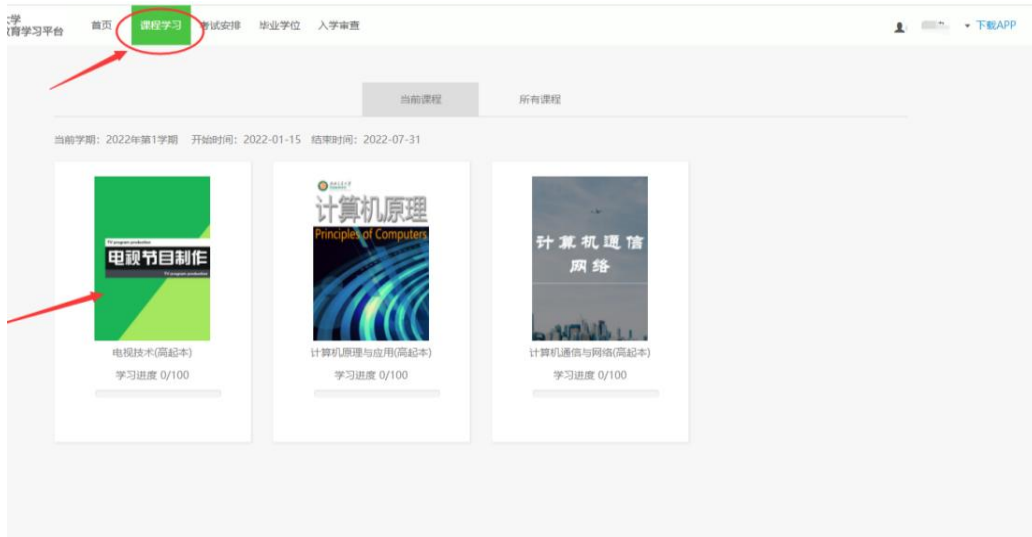 大学
教育学习平台
首页 课程学习 考试安排 毕业学位 入学审查 下载APP
当前课程 所有课程
当前学期：2022年第1学期 开始时间：2022-01-15 结束时间：2022-07-31
TV program production
电视节目制作
TV program production
计算机原理
Principles of Computers
计算机通信
网络
电视技术(高起本) 计算机原理与应用(高起本) 计算机通信与网络(高起本)
学习进度 0/100 学习进度 0/100 学习进度 0/100